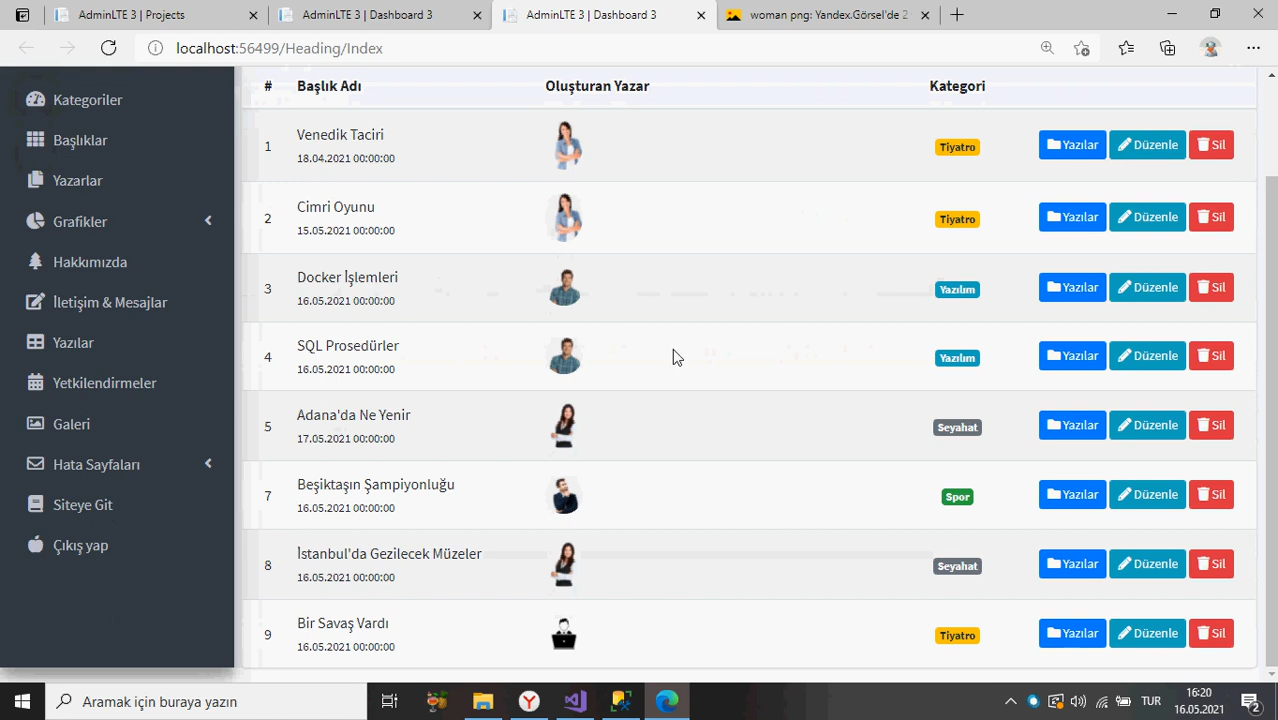 AdminLTE 3 | Projects
AdminLTE 3 | Dashboard 3
AdminLTE 3 | Dashboard 3
woman png: Yandex.Görsel'de 2
localhost:56499/Heading/Index
Kategoriler
Başlıklar
Yazarlar
Grafikler
Hakkımızda
İletişim & Mesajlar
Yazılar
Yetkilendirmeler
Galeri
Hata Sayfaları
Siteye Git
Çıkış yap
# Başlık Adı Oluşturan Yazar Kategori
1 Venedik Taciri Tiyatro Yazılar Düzenle Sil
18.04.2021 00:00:00
2 Cimri Oyunu Tiyatro Yazılar Düzenle Sil
15.05.2021 00:00:00
3 Docker İşlemleri Yazılım Yazılar Düzenle Sil
16.05.2021 00:00:00
4 SQL Prosedürler Yazılım Yazılar Düzenle Sil
16.05.2021 00:00:00
5 Adana'da Ne Yenir Seyahat Yazılar Düzenle Sil
17.05.2021 00:00:00
7 Beşiktaşın Şampiyonluğu Spor Yazılar Düzenle Sil
16.05.2021 00:00:00
8 İstanbul'da Gezilecek Müzeler Seyahat Yazılar Düzenle Sil
16.05.2021 00:00:00
9 Bir Savaş Vardı Tiyatro Yazılar Düzenle Sil
16.05.2021 00:00:00
Aramak için buraya yazın
TUR
16:20
16.05.2021
2